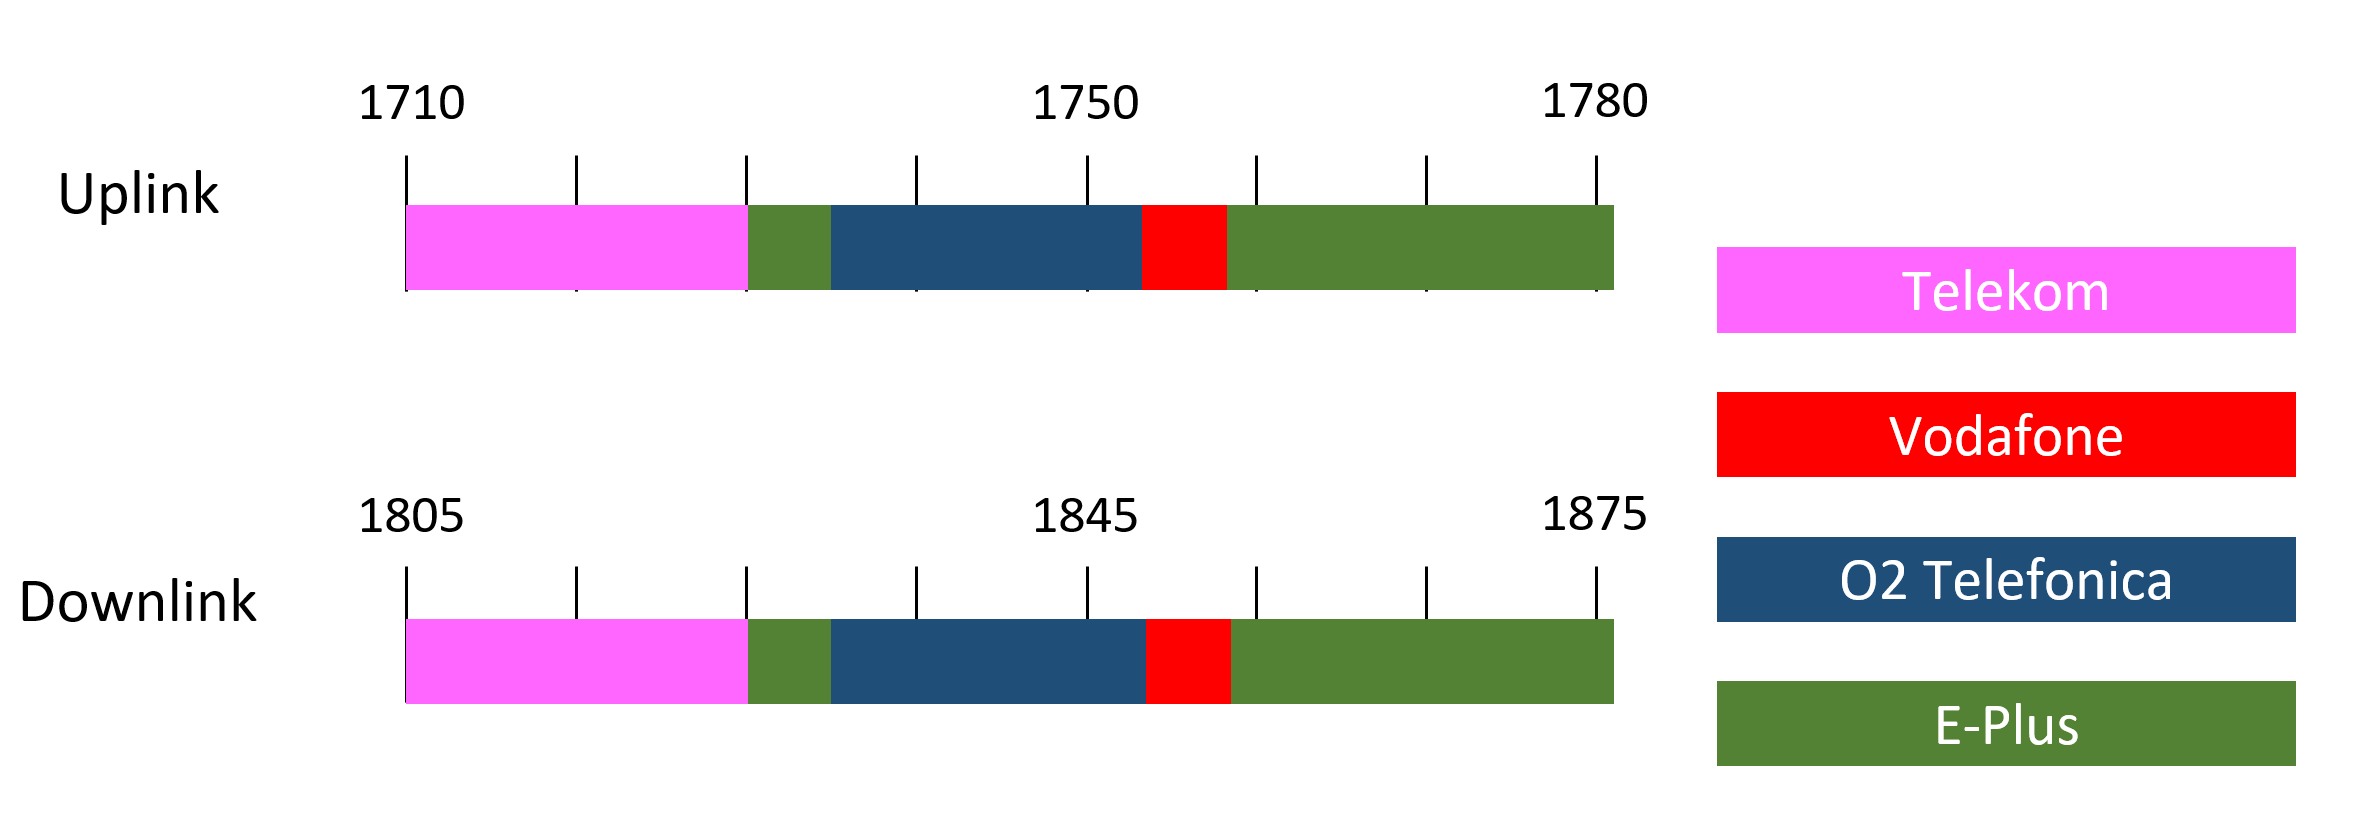 1710 1750 1780
Uplink
Telekom
Vodafone
1805 1845 1875
O2 Telefonica
Downlink
E-Plus